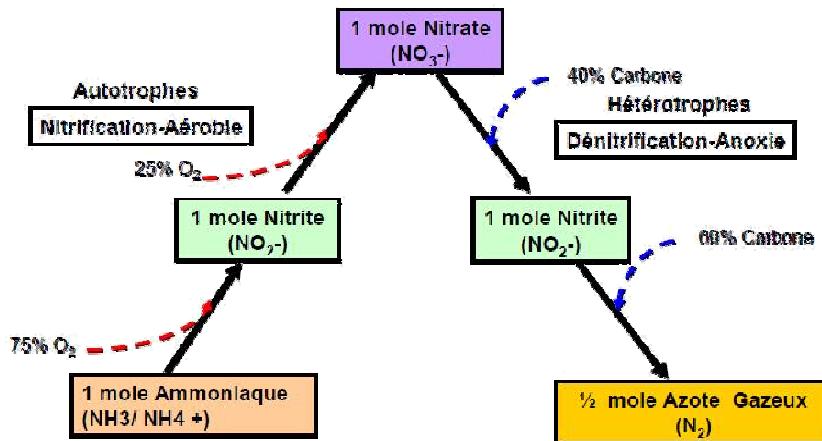 1 mole Nitrate
(NO₃-)
Autotrophes
Nitrification-Aérobie
40% Carbone
Hétérotrophes
Dénitrification-Anoxie
25% O₂
1 mole Nitrite
(NO₂-)
1 mole Nitrite
(NO₂-)
60% Carbone
75% O₂
1 mole Ammoniaque
(NH3/ NH4 +)
½ mole Azote Gazeux
(N₂)